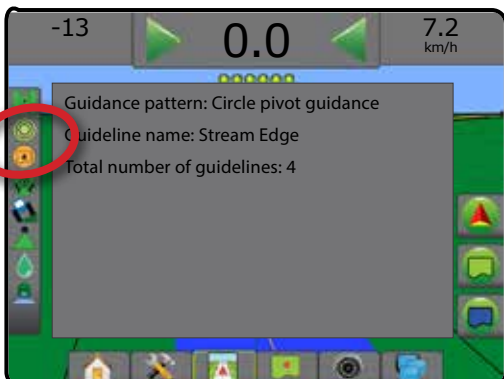 -13
0.0
7.2
km/h
Guidance pattern: Circle pivot guidance
Guideline name: Stream Edge
Total number of guidelines: 4